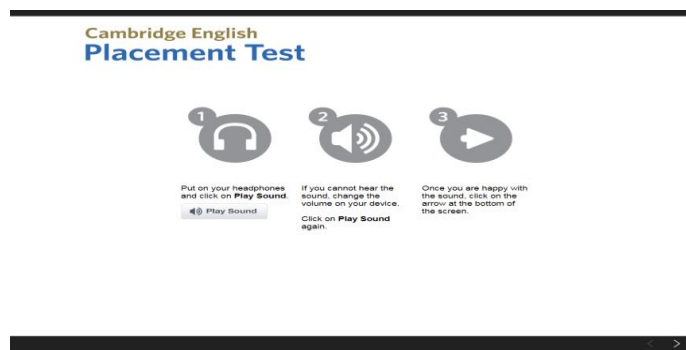 Cambridge English
Placement Test
1
2
3
Put on your headphones
and click on Play Sound.
Play Sound
If you cannot hear the
sound, change the
volume on your device.
Click on Play Sound
again.
Once you are happy with
the sound, click on the
arrow at the bottom of
the screen.